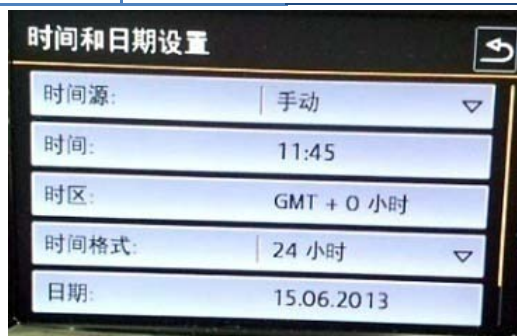 时间和日期设置
时间源: 手动
时间: 11:45
时区: GMT + 0 小时
时间格式: 24 小时
日期: 15.06.2013